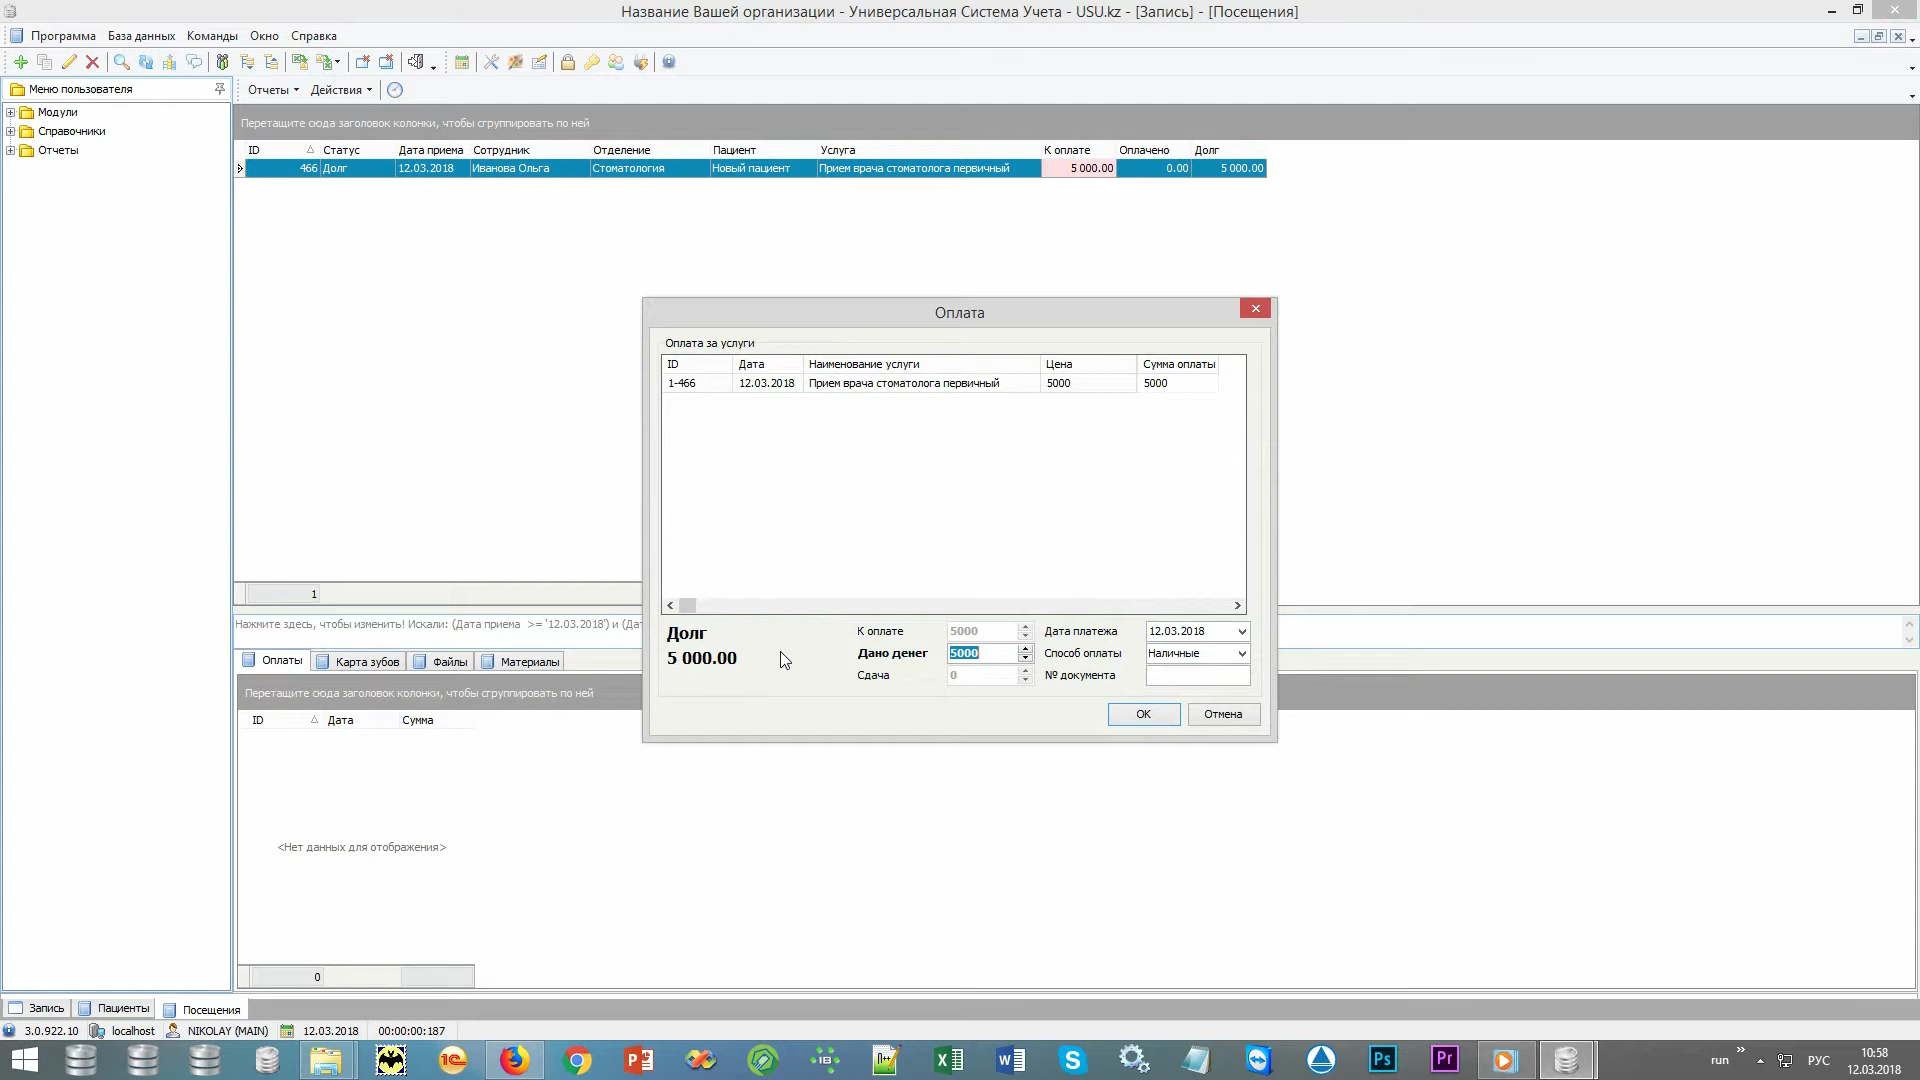 Название Вашей организации - Универсальная Система Учета - USU.kz - [Запись] - [Посещения]
Программа База данных Команды Окно Справка
Меню пользователя
Отчеты Действия
Модули
Справочники
Отчеты
Перетащите сюда заголовок колонки, чтобы сгруппировать по ней
ID Статус Дата приема Сотрудник Отделение Пациент Услуга К оплате Оплачено Долг
466 Долг 12.03.2018 Иванова Ольга Стоматология Новый пациент Прием врача стоматолога первичный 5 000.00 0.00 5 000.00
Оплата
Оплата за услуги
ID Дата Наименование услуги Цена Сумма оплаты
1-466 12.03.2018 Прием врача стоматолога первичный 5000 5000
1
Нажмите здесь, чтобы изменить! Искали: (Дата приема >= '12.03.2018') и (Дат
Долг
5 000.00
К оплате 5000 Дата платежа 12.03.2018
Дано денег 5000 Способ оплаты Наличные
Сдача 0 № документа
OK Отмена
Оплаты Карта зубов Файлы Материалы
Перетащите сюда заголовок колонки, чтобы сгруппировать по ней
ID Дата Сумма
<Нет данных для отображения>
0
Запись Пациенты Посещения
3.0.922.10 localhost NIKOLAY (MAIN) 12.03.2018 00:00:00:187
run » РУС 10:58
12.03.2018